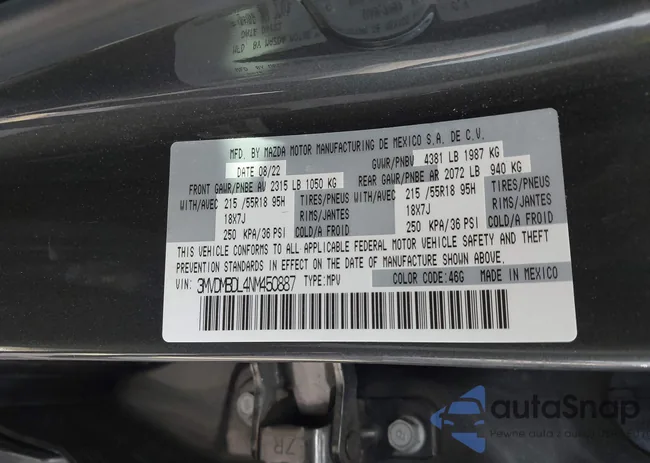 MFD. BY MAZDA MOTOR MANUFACTURING DE MEXICO S.A. DE C.V.
DATE 08/22 GVWR/PNBV 4381 LB 1987 KG
FRONT GAWR/PNBE AV 2315 LB 1050 KG REAR GAWR/PNBE AR 2072 LB 940 KG
WITH/AVEC 215 /55R18 95H TIRES/PNEUS WITH/AVEC 215 /55R18 95H TIRES/PNEUS
18X7J RIMS/JANTES 18X7J RIMS/JANTES
250 KPA/36 PSI COLD/A FROID 250 KPA/36 PSI COLD/A FROID
THIS VEHICLE CONFORMS TO ALL APPLICABLE FEDERAL MOTOR VEHICLE SAFETY AND THEFT
PREVENTION STANDARDS IN EFFECT ON THE DATE OF MANUFACTURE SHOWN ABOVE.
VIN: 3MVDMBDL4NM450887 TYPE:MPV COLOR CODE:46G MADE IN MEXICO
autaSnap
Pewne auta z